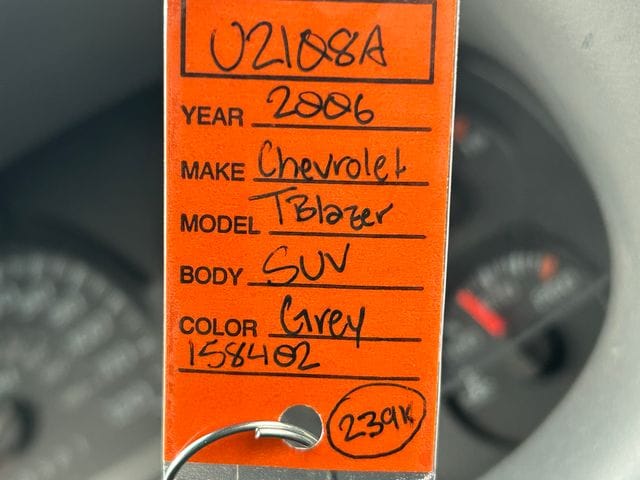 U2108A
YEAR 2006
MAKE Chevrolet
MODEL TBlazer
BODY SUV
COLOR Grey
158402
239K